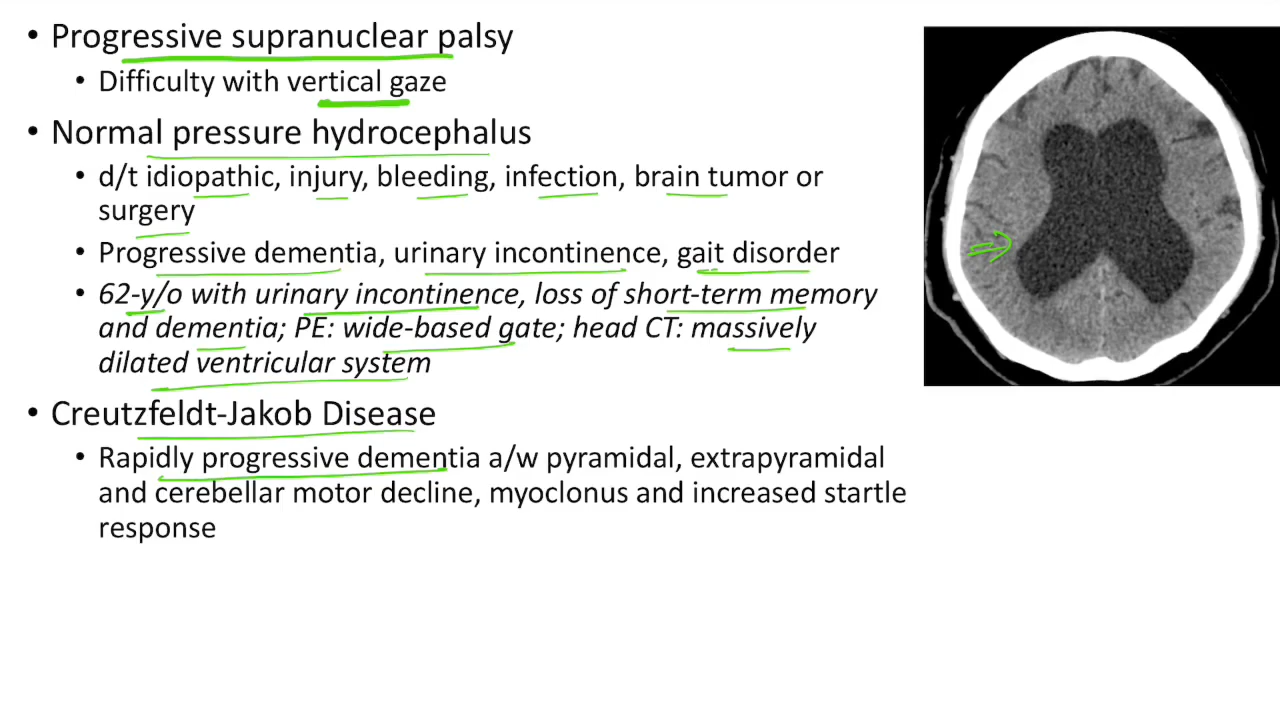 • Progressive supranuclear palsy
• Difficulty with vertical gaze
• Normal pressure hydrocephalus
• d/t idiopathic, injury, bleeding, infection, brain tumor or
surgery
• Progressive dementia, urinary incontinence, gait disorder
• 62-y/o with urinary incontinence, loss of short-term memory
and dementia; PE: wide-based gate; head CT: massively
dilated ventricular system
• Creutzfeldt-Jakob Disease
• Rapidly progressive dementia a/w pyramidal, extrapyramidal
and cerebellar motor decline, myoclonus and increased startle
response